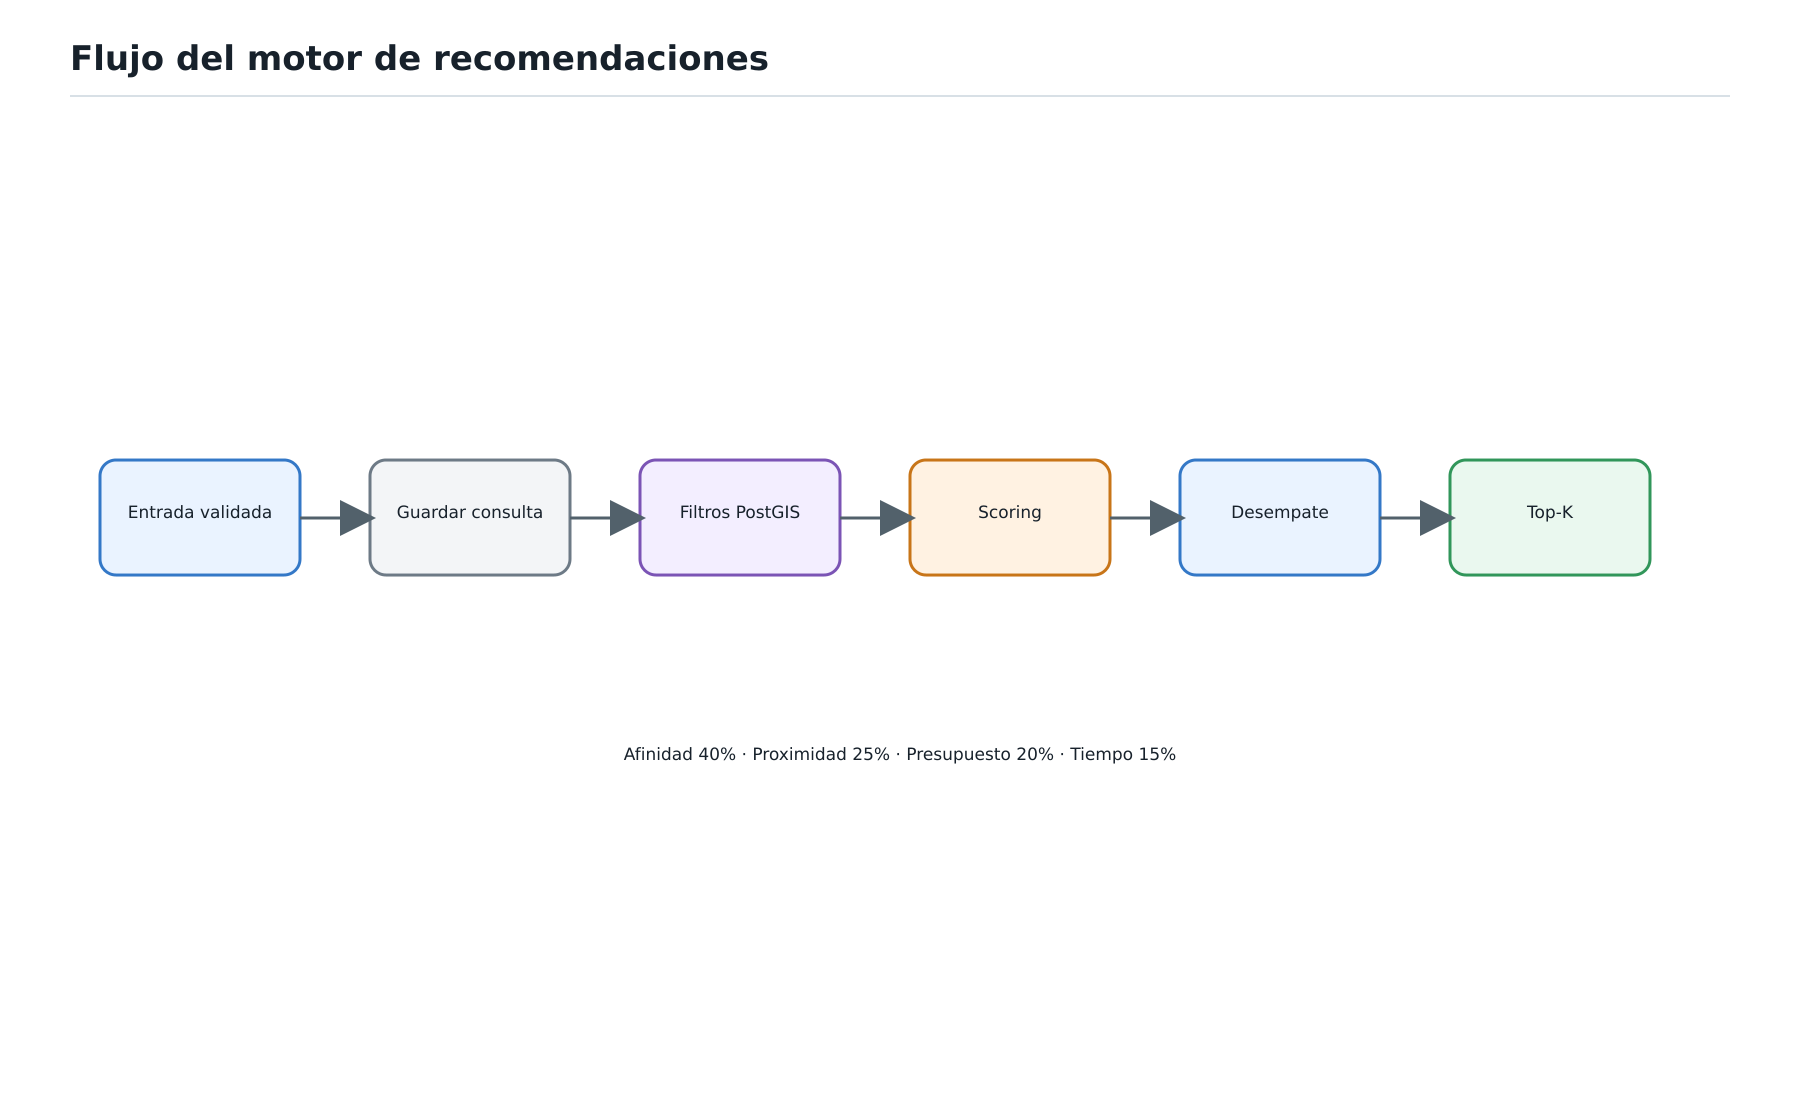 Flujo del motor de recomendaciones
Entrada validada
Guardar consulta
Filtros PostGIS
Scoring
Desempate
Top-K
Afinidad 40% · Proximidad 25% · Presupuesto 20% · Tiempo 15%